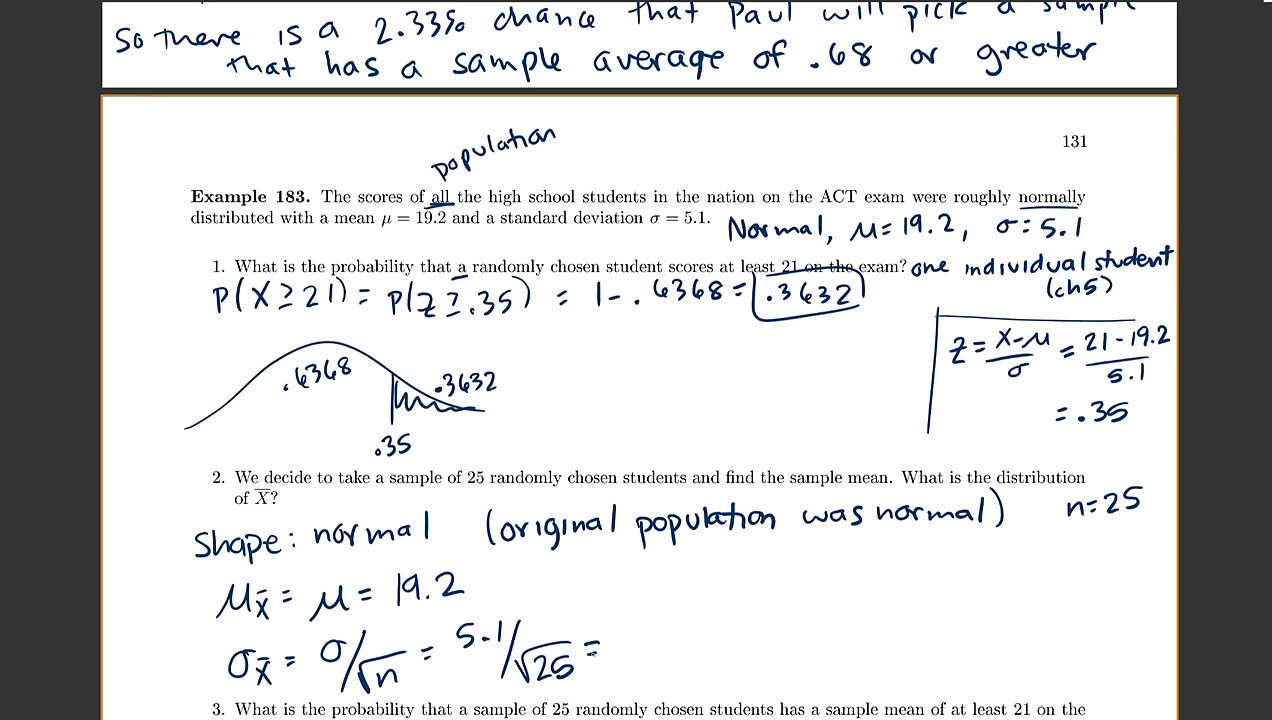 So there is a 2.33% chance that Paul will pick a sample
that has a sample average of .68 or greater
131
population
Example 183. The scores of all the high school students in the nation on the ACT exam were roughly normally
distributed with a mean μ = 19.2 and a standard deviation σ = 5.1.
Normal, μ = 19.2, σ = 5.1
1. What is the probability that a randomly chosen student scores at least 21 on the exam?
one individual student
(ch5)
P(X ≥ 21) = P(Z ≥ .35) = 1 - .6368 = .3632
Z = X-μ/σ = 21-19.2/5.1
= .35
.6368
.3632
.35
2. We decide to take a sample of 25 randomly chosen students and find the sample mean. What is the distribution
of X̅?
n=25
Shape: normal (original population was normal)
μx̄ = μ = 19.2
σx̄ = σ/√n = 5.1/√25 =
3. What is the probability that a sample of 25 randomly chosen students has a sample mean of at least 21 on the